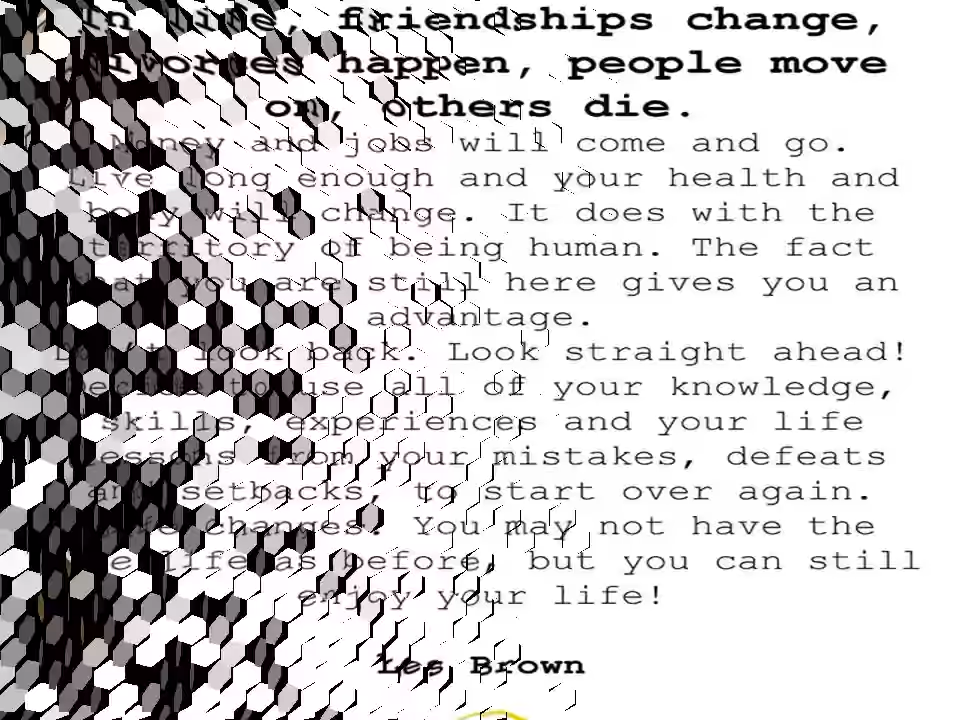 In life, friendships change,
divorces happen, people move
on, others die.
Money and jobs will come and go.
Live long enough and your health and
body will change. It does with the
territory of being human. The fact
that you are still here gives you an
advantage.
Don't look back. Look straight ahead!
Decide to use all of your knowledge,
skills, experiences and your life
lessons from your mistakes, defeats
and setbacks, to start over again.
Life changes. You may not have the
life as before, but you can still
enjoy your life!
Les Brown